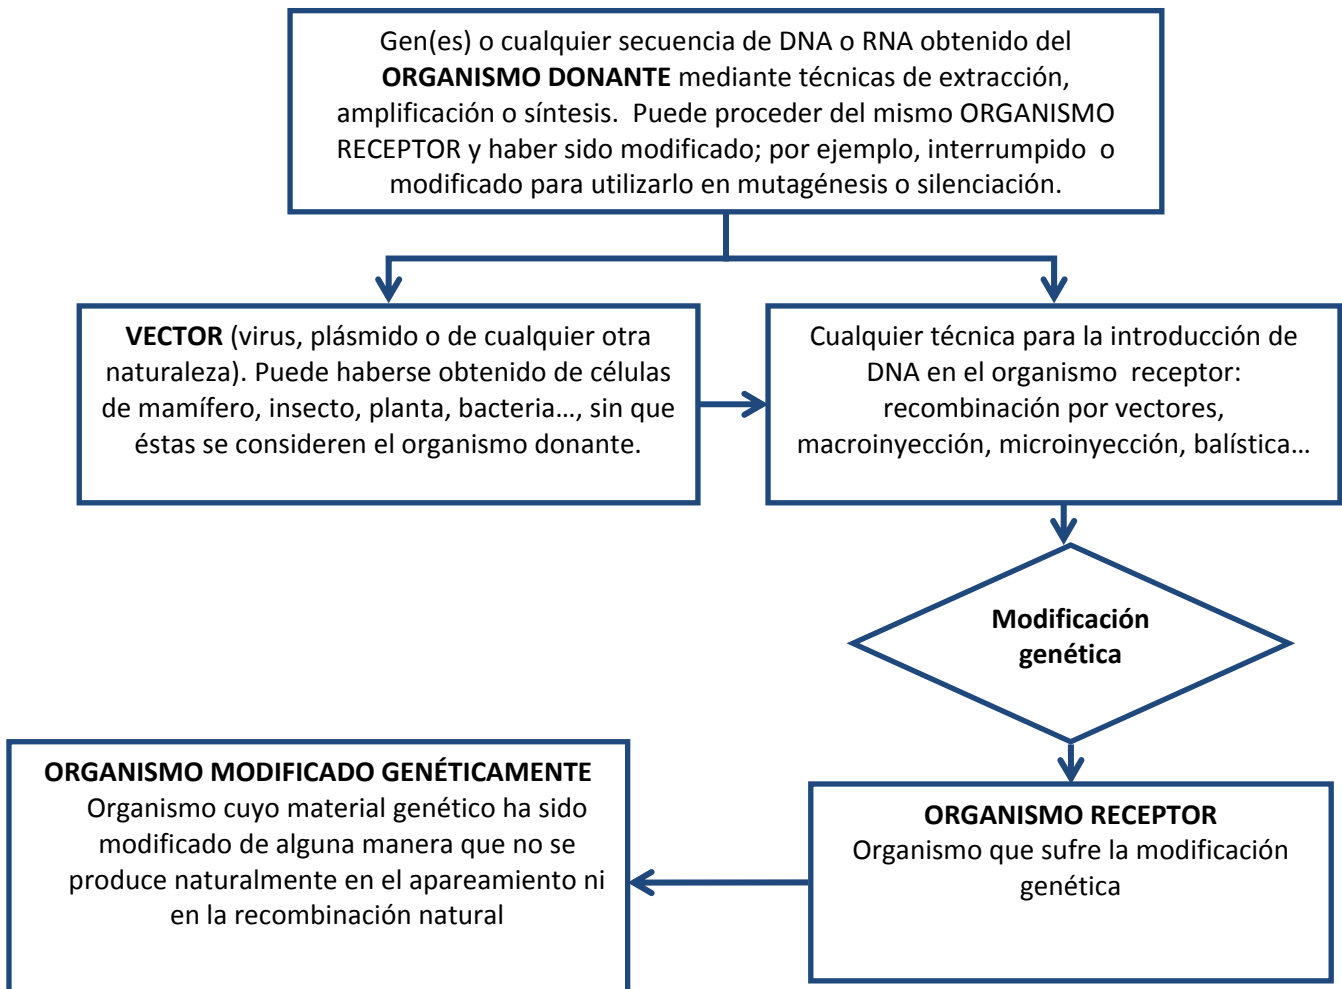 Gen(es) o cualquier secuencia de DNA o RNA obtenido del
ORGANISMO DONANTE mediante técnicas de extracción,
amplificación o síntesis. Puede proceder del mismo ORGANISMO
RECEPTOR y haber sido modificado; por ejemplo, interrumpido o
modificado para utilizarlo en mutagénesis o silenciación.
VECTOR (virus, plásmido o de cualquier otra
naturaleza). Puede haberse obtenido de células
de mamífero, insecto, planta, bacteria…, sin que
éstas se consideren el organismo donante.
Cualquier técnica para la introducción de
DNA en el organismo receptor:
recombinación por vectores,
macroinyección, microinyección, balística…
Modificación
genética
ORGANISMO RECEPTOR
Organismo que sufre la modificación
genética
ORGANISMO MODIFICADO GENÉTICAMENTE
Organismo cuyo material genético ha sido
modificado de alguna manera que no se
produce naturalmente en el apareamiento ni
en la recombinación natural